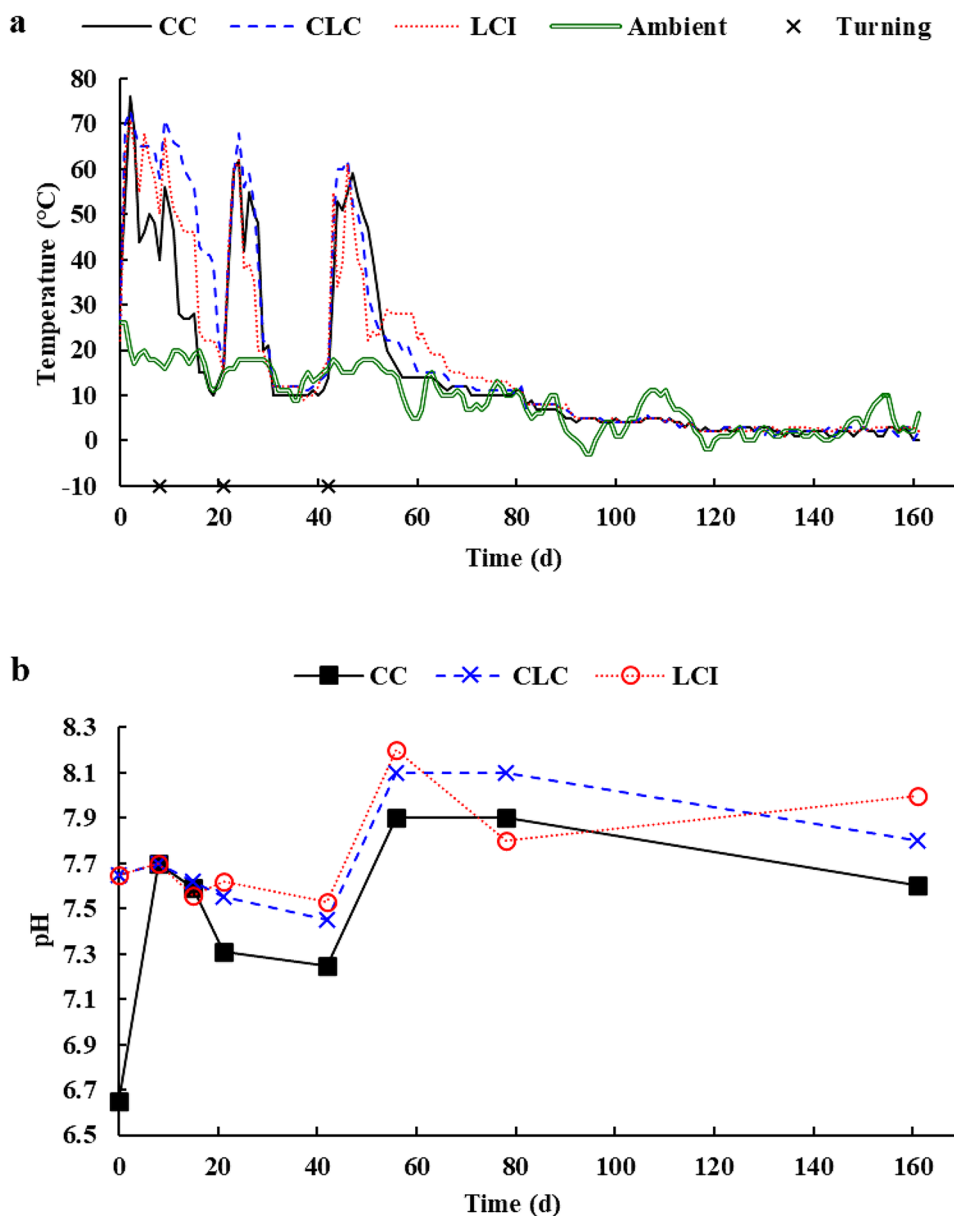 a
CC CLC LCI Ambient × Turning
80
70
60
50
40
30
20
10
0
-10
Temperature (°C)
0 20 40 60 80 100 120 140 160
Time (d)
b
CC CLC LCI
8.3
8.1
7.9
7.7
7.5
7.3
7.1
6.9
6.7
6.5
pH
0 20 40 60 80 100 120 140 160
Time (d)